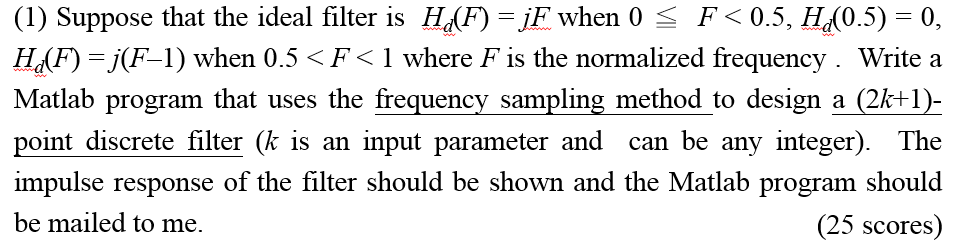 (1) Suppose that the ideal filter is H_d(F) = jF when 0 ≦ F < 0.5, H_d(0.5) = 0,
H_d(F) = j(F–1) when 0.5 < F < 1 where F is the normalized frequency . Write a
Matlab program that uses the frequency sampling method to design a (2k+1)-
point discrete filter (k is an input parameter and can be any integer). The
impulse response of the filter should be shown and the Matlab program should
be mailed to me. (25 scores)